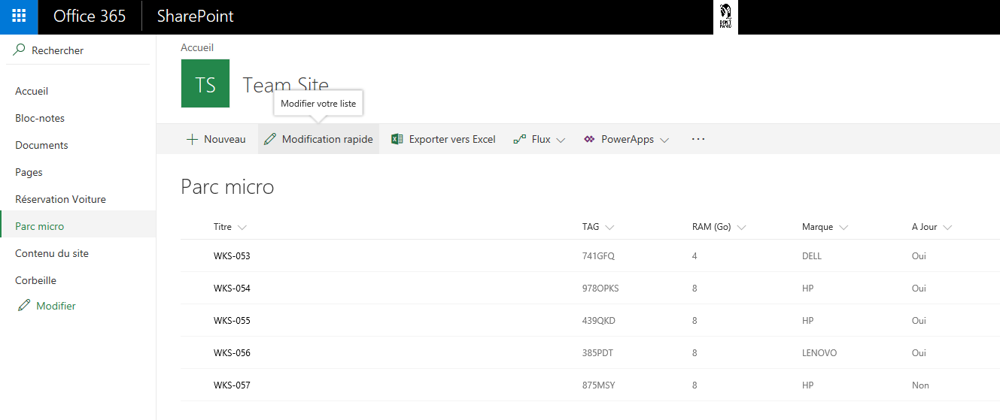 Office 365 SharePoint DON'T PANIC
Rechercher
Accueil
Bloc-notes
Documents
Pages
Réservation Voiture
Parc micro
Contenu du site
Corbeille
Modifier
Accueil
TS Team Site
Modifier votre liste
Nouveau Modification rapide Exporter vers Excel Flux PowerApps ...
Parc micro
Titre TAG RAM (Go) Marque A Jour
WKS-053 741GFQ 4 DELL Oui
WKS-054 978OPKS 8 HP Oui
WKS-055 439QKD 8 HP Oui
WKS-056 385PDT 8 LENOVO Oui
WKS-057 875MSY 8 HP Non